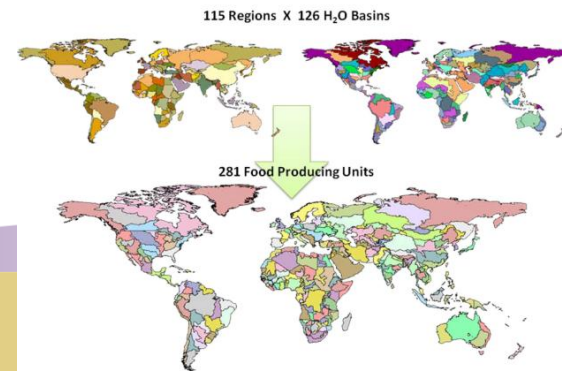 115 Regions X 126 H₂O Basins
281 Food Producing Units